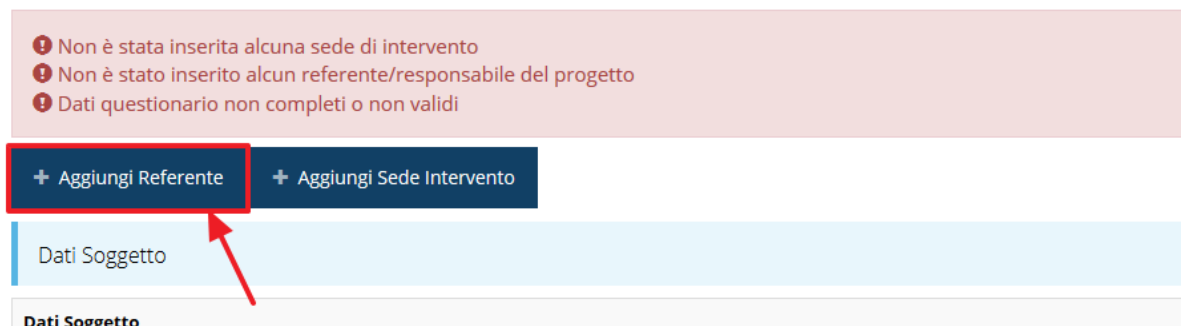 Non è stata inserita alcuna sede di intervento
Non è stato inserito alcun referente/responsabile del progetto
Dati questionario non completi o non validi
+ Aggiungi Referente + Aggiungi Sede Intervento
Dati Soggetto
Dati Soggetto